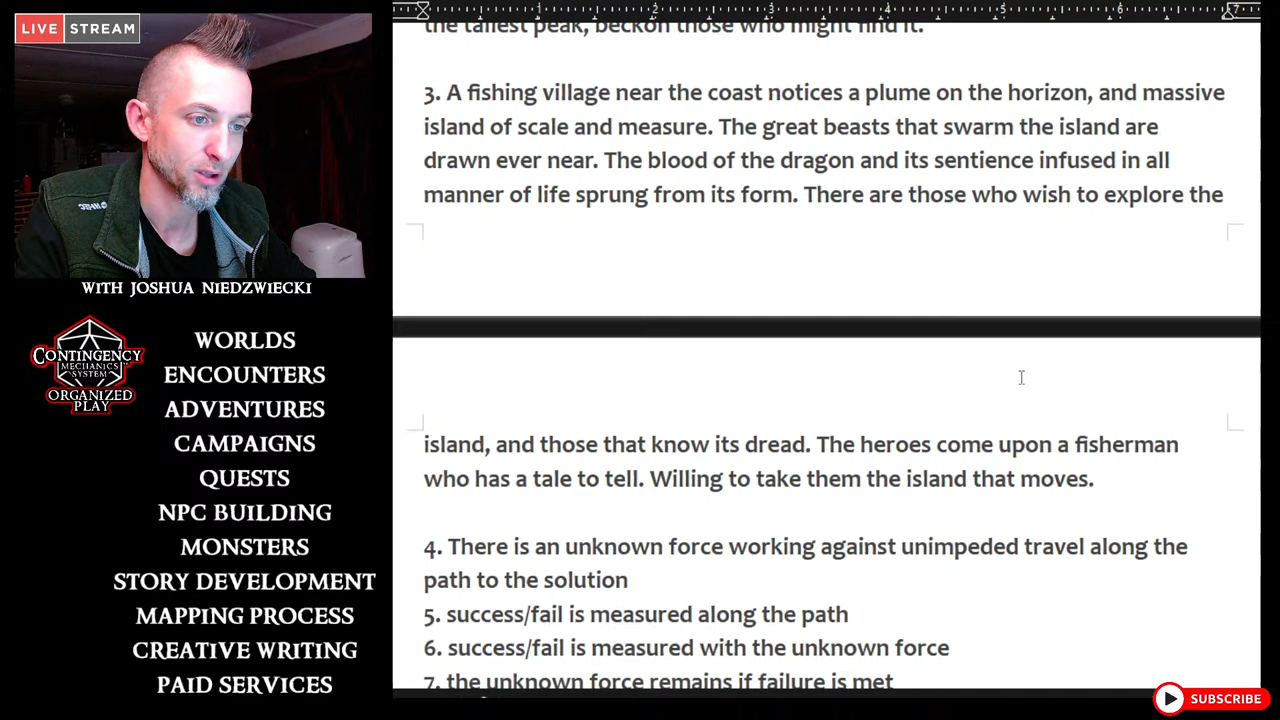 LIVE STREAM
WITH JOSHUA NIEDZWIECKI
CONTINGENCY
MECHANICS
SYSTEM
ORGANIZED
PLAY
WORLDS
ENCOUNTERS
ADVENTURES
CAMPAIGNS
QUESTS
NPC BUILDING
MONSTERS
STORY DEVELOPMENT
MAPPING PROCESS
CREATIVE WRITING
PAID SERVICES
1 2 3 4 5 6 7
the tallest peak, beckon those who might find it.
3. A fishing village near the coast notices a plume on the horizon, and massive
island of scale and measure. The great beasts that swarm the island are
drawn ever near. The blood of the dragon and its sentience infused in all
manner of life sprung from its form. There are those who wish to explore the
island, and those that know its dread. The heroes come upon a fisherman
who has a tale to tell. Willing to take them the island that moves.
4. There is an unknown force working against unimpeded travel along the
path to the solution
5. success/fail is measured along the path
6. success/fail is measured with the unknown force
7. the unknown force remains if failure is met
SUBSCRIBE